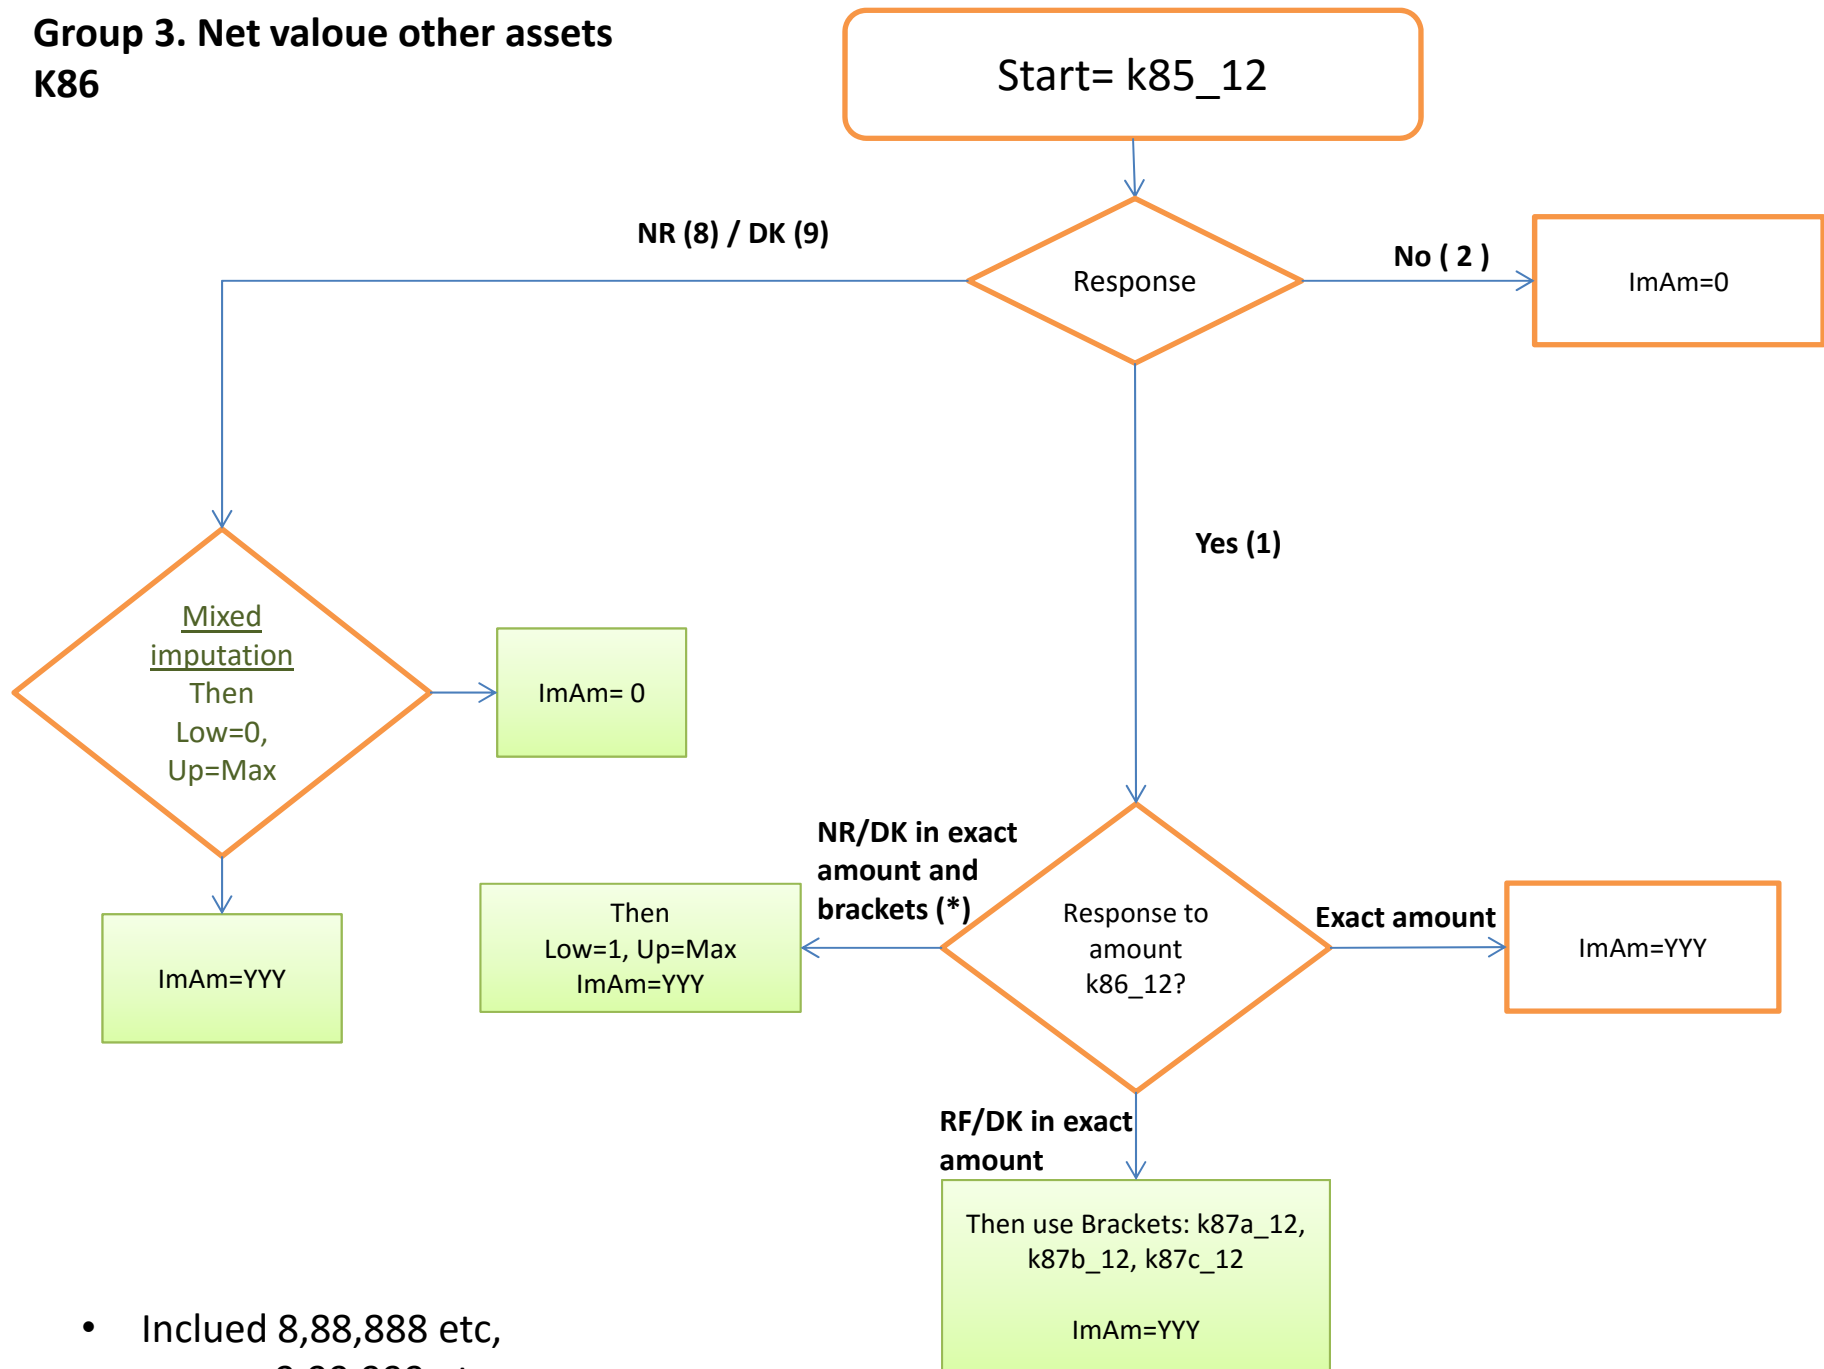 Group 3. Net valoue other assets
K86
Start= k85_12
NR (8) / DK (9)
Response
No ( 2 )
ImAm=0
Yes (1)
Mixed
imputation
Then
Low=0,
Up=Max
ImAm= 0
ImAm=YYY
NR/DK in exact
amount and
brackets (*)
Then
Low=1, Up=Max
ImAm=YYY
Response to
amount
k86_12?
Exact amount
ImAm=YYY
RF/DK in exact
amount
Then use Brackets: k87a_12,
k87b_12, k87c_12
ImAm=YYY
• Inclued 8,88,888 etc,